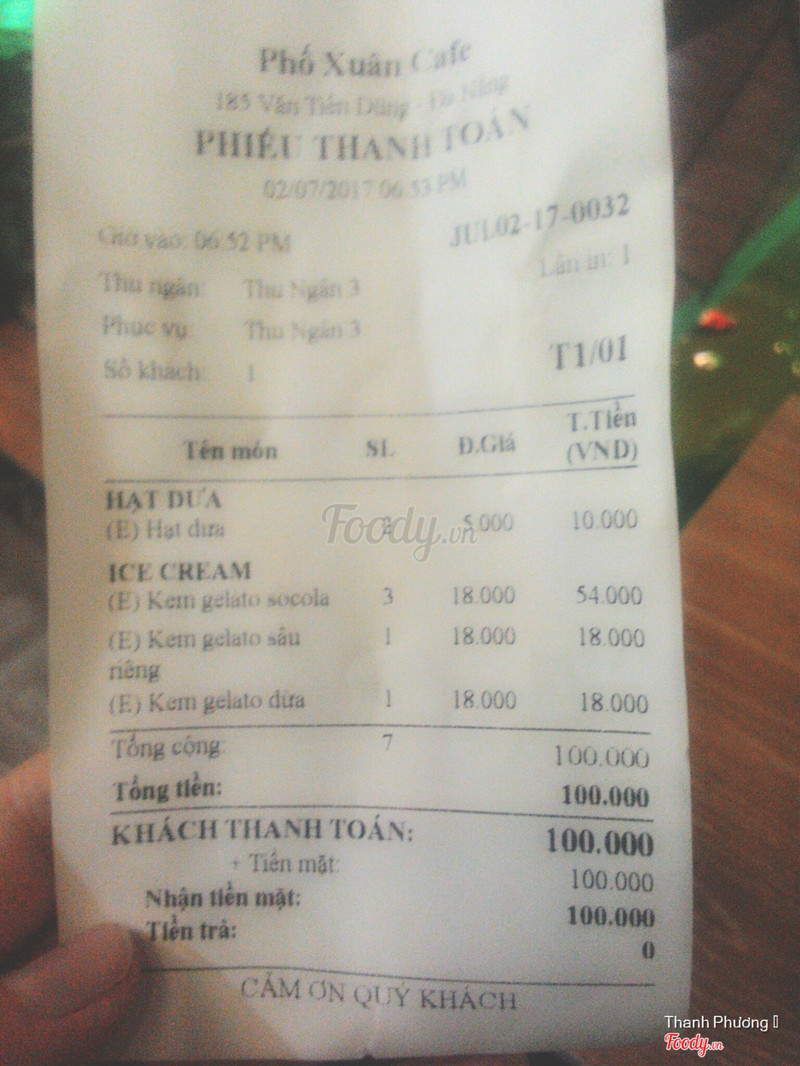 Phố Xuân Cafe
185 Văn Tiến Dũng - Đà Nẵng
PHIẾU THANH TOÁN
02/07/2017 06:53 PM
Giờ vào: 06:52 PM JUL02-17-0032
Lần in: 1
Thu ngân: Thu Ngân 3
Phục vụ: Thu Ngân 3
Số khách: 1 T1/01
Tên món SL Đ.Giá T.Tiền (VND)
HẠT DƯA
(E) Hạt dưa 2 5.000 10.000
ICE CREAM
(E) Kem gelato socola 3 18.000 54.000
(E) Kem gelato sầu 1 18.000 18.000
riêng
(E) Kem gelato dừa 1 18.000 18.000
Tổng cộng: 7 100.000
Tổng tiền: 100.000
KHÁCH THANH TOÁN: 100.000
+ Tiền mặt: 100.000
Nhận tiền mặt: 100.000
Tiền trả: 0
CẢM ƠN QUÝ KHÁCH
Foody.vn
Thanh Phương
Foody.vn